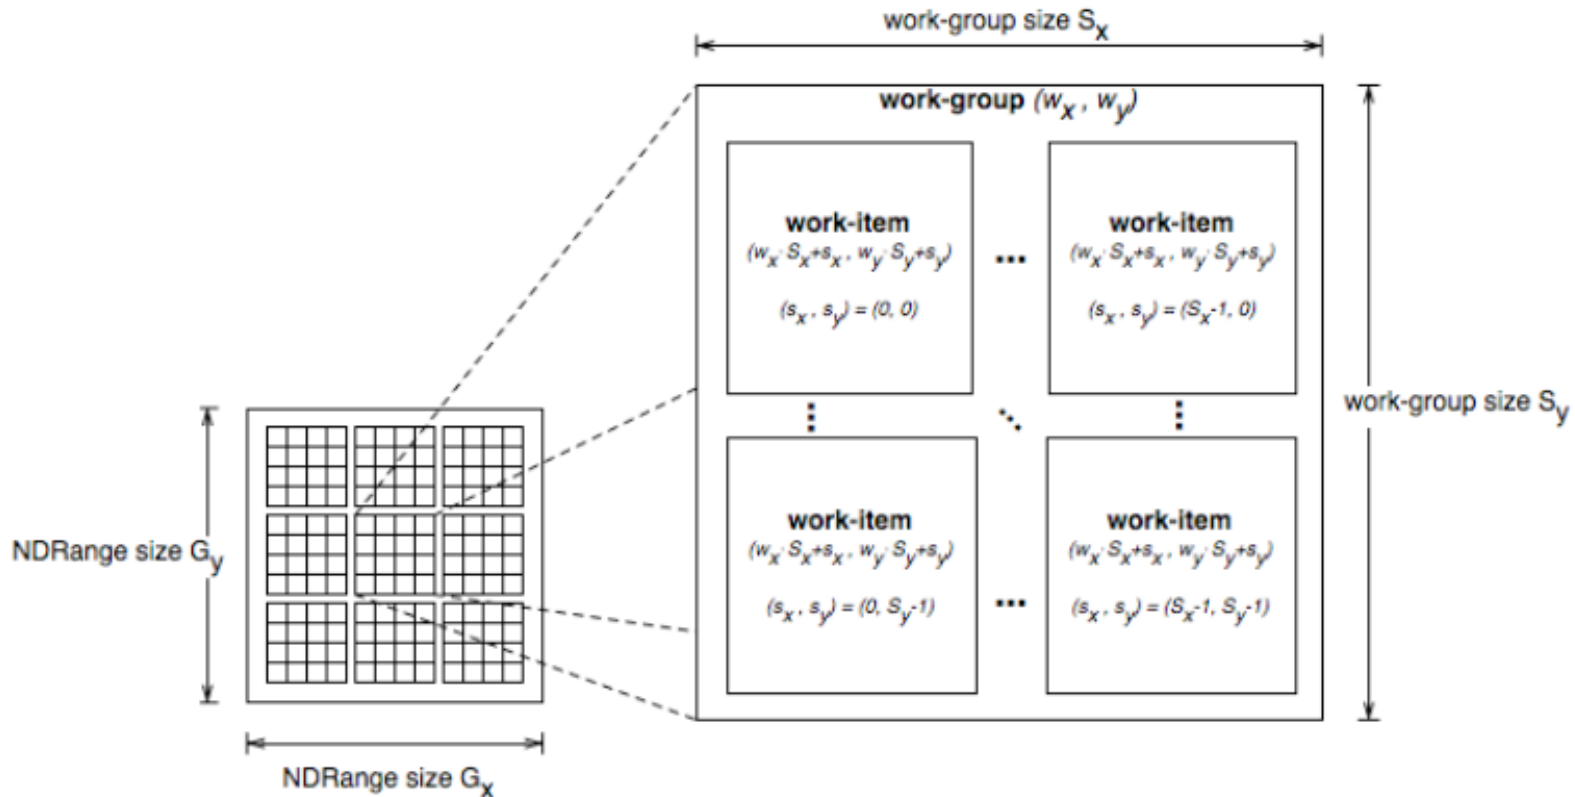 work-group size Sx
work-group (wx , wy)
work-item
(wx· Sx+sx , wy· Sy+sy)
(sx , sy) = (0, 0)
...
work-item
(wx· Sx+sx , wy· Sy+sy)
(sx , sy) = (Sx-1, 0)
work-group size Sy
work-item
(wx· Sx+sx , wy· Sy+sy)
(sx , sy) = (0, Sy-1)
...
work-item
(wx· Sx+sx , wy· Sy+sy)
(sx , sy) = (Sx-1, Sy-1)
NDRange size Gy
NDRange size Gx